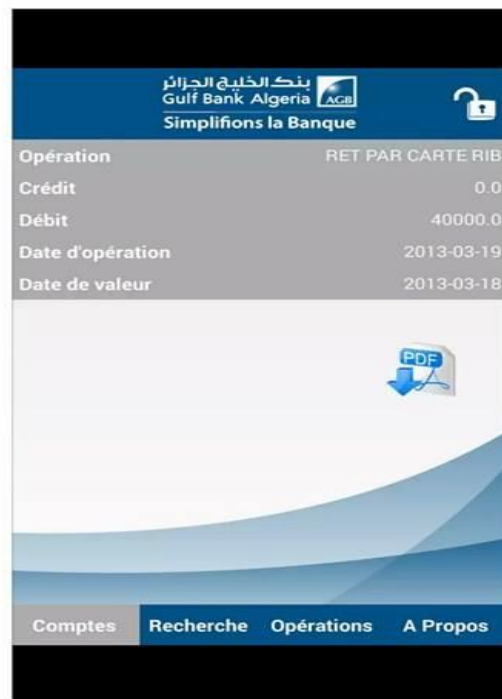 بنك الخليج الجزائر
Gulf Bank Algeria AGB
Simplifions la Banque
Opération RET PAR CARTE RIB
Crédit 0.0
Débit 40000.0
Date d'opération 2013-03-19
Date de valeur 2013-03-18
PDF
Comptes Recherche Opérations A Propos